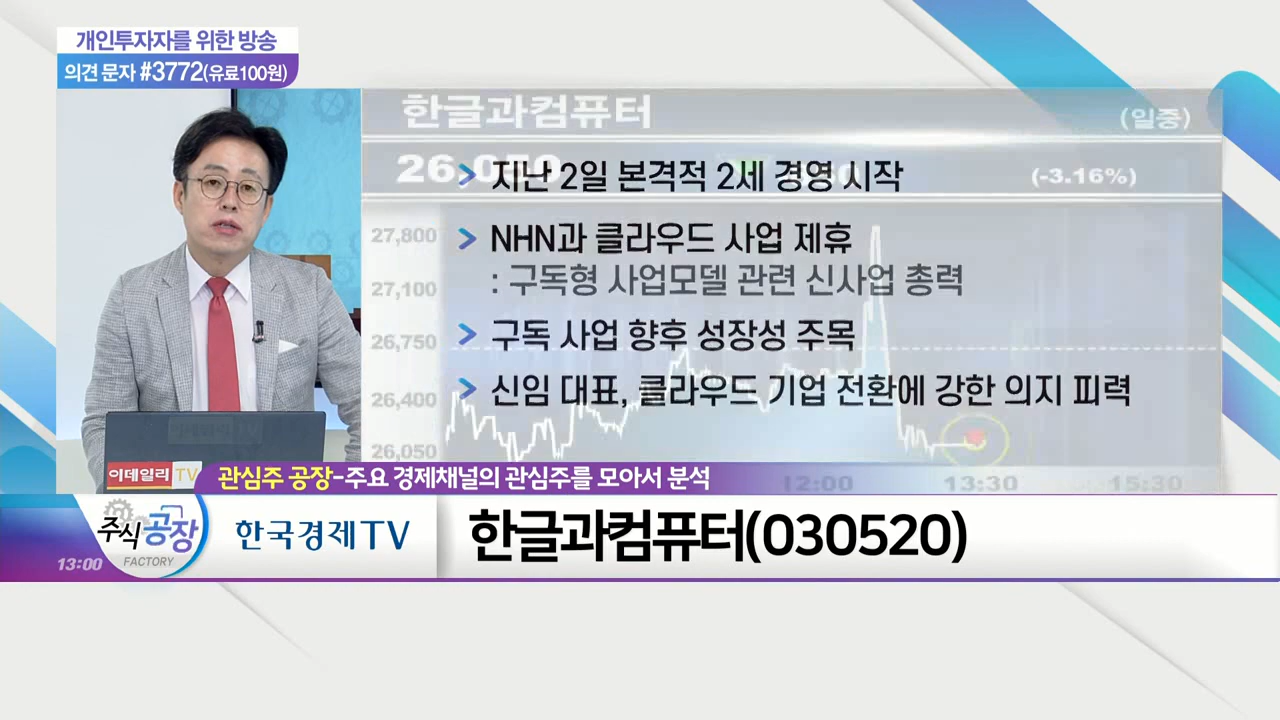 개인투자자를 위한 방송
의견 문자 #3772(유료100원)
한글과컴퓨터
(일중)
26,050
(-3.16%)
> 지난 2일 본격적 2세 경영 시작
> NHN과 클라우드 사업 제휴
: 구독형 사업모델 관련 신사업 총력
> 구독 사업 향후 성장성 주목
> 신임 대표, 클라우드 기업 전환에 강한 의지 피력
27,800
27,100
26,750
26,400
26,050
12:00
13:30
15:30
이데일리 TV
관심주 공장-주요 경제채널의 관심주를 모아서 분석
주식공장
FACTORY
13:00
한국경제TV
한글과컴퓨터(030520)